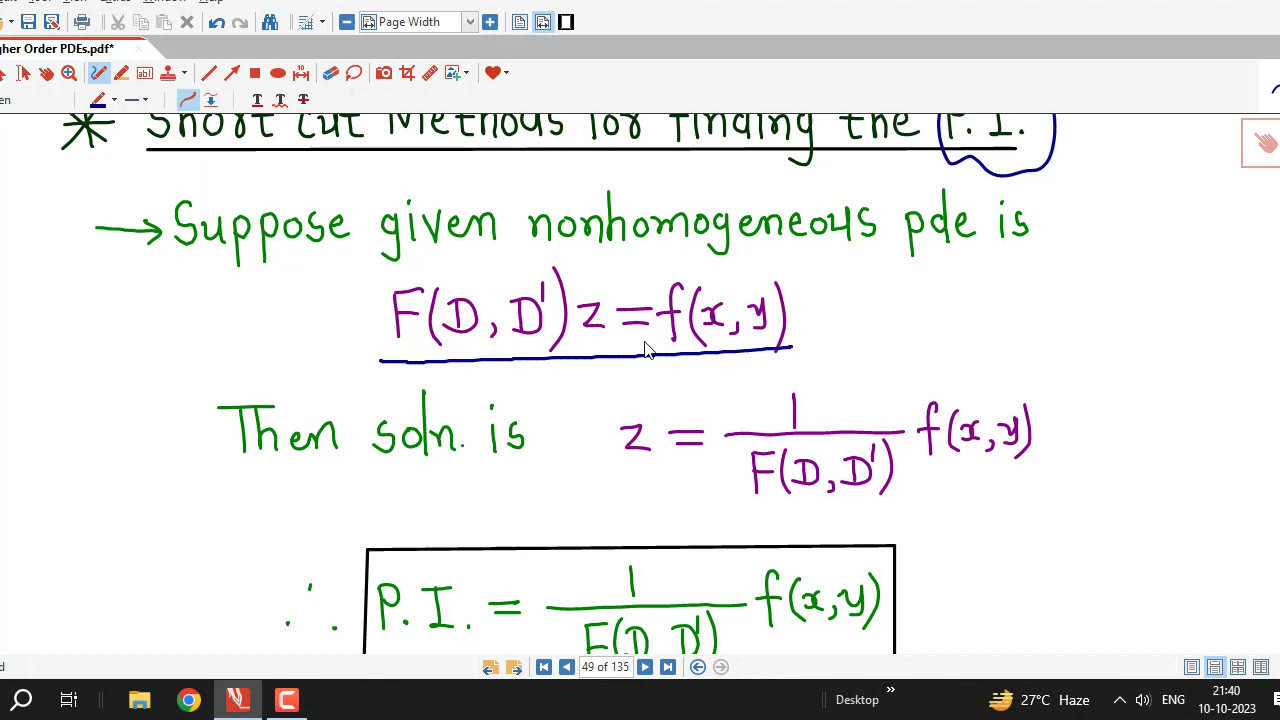 Page Width
gher Order PDEs.pdf*
en
* Short Cut Methods for finding the P. I.
→ Suppose given nonhomogeneous pde is
F(D, D')z = f(x, y)
Then soln. is z = 1/F(D, D') f(x, y)
∴ P. I. = 1/F(D D') f(x, y)
49 of 135
Desktop
»
27°C Haze
ENG
21:40
10-10-2023